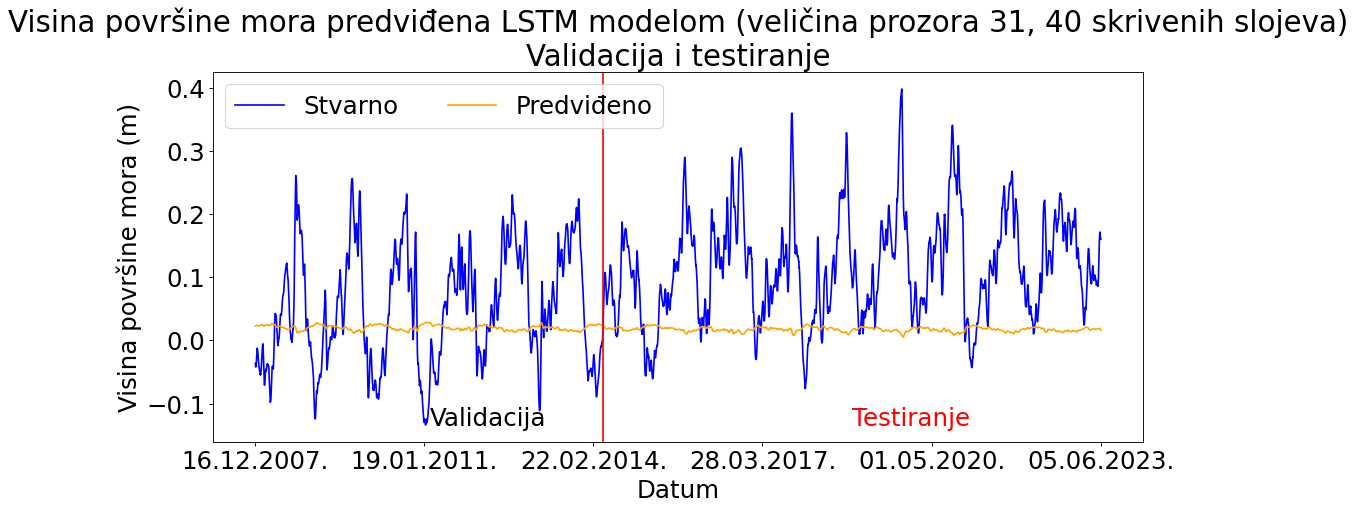 Visina površine mora predviđena LSTM modelom (veličina prozora 31, 40 skrivenih slojeva)
Validacija i testiranje
Stvarno
Predviđeno
Visina površine mora (m)
0.4
0.3
0.2
0.1
0.0
−0.1
Validacija
Testiranje
16.12.2007.
19.01.2011.
22.02.2014.
28.03.2017.
01.05.2020.
05.06.2023.
Datum